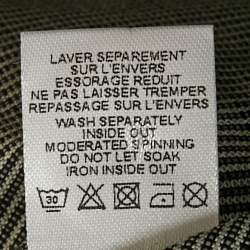 LAVER SEPAREMENT
SUR L'ENVERS
ESSORAGE REDUIT
NE PAS LAISSER TREMPER
REPASSAGE SUR L'ENVERS
WASH SEPARATELY
INSIDE OUT
MODERATED SPINNING
DO NOT LET SOAK
IRON INSIDE OUT
30